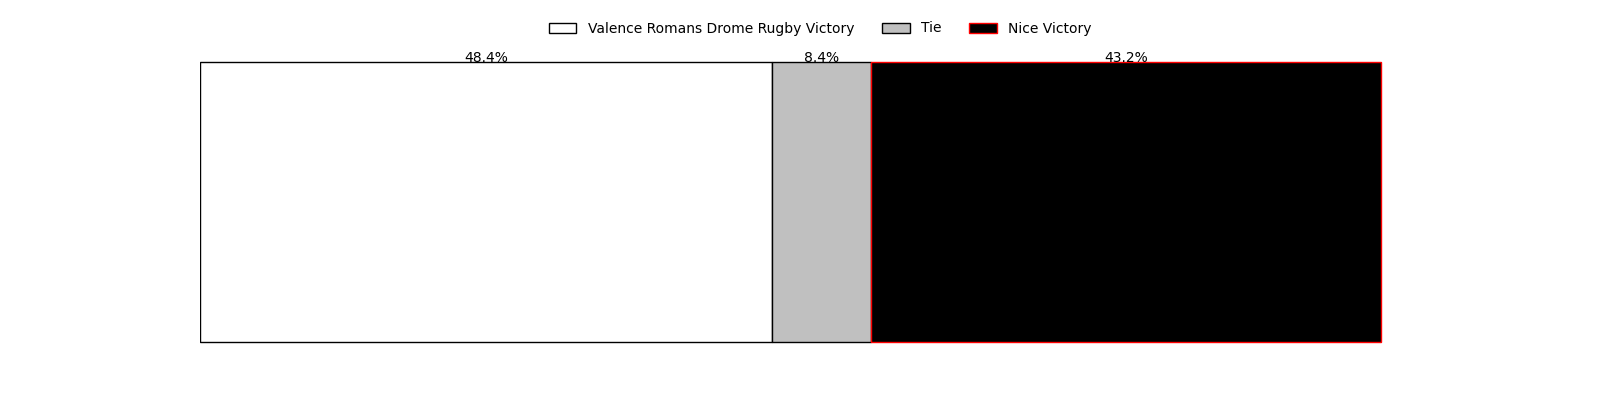 Valence Romans Drome Rugby Victory Tie Nice Victory
48.4% 8.4% 43.2%